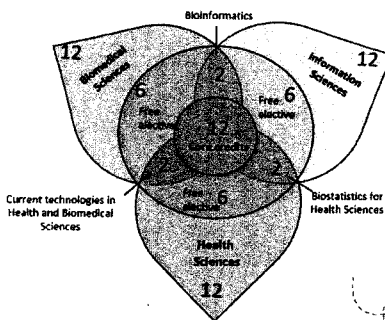 Bioinformatics
12
Biomedical
Sciences
12
Information
Sciences
2
6
Free
elective
Free
elective
6
12
2
2
Free
elective
6
Current technologies in
Health and Biomedical
Sciences
Biostatistics for
Health Sciences
Health
Sciences
12